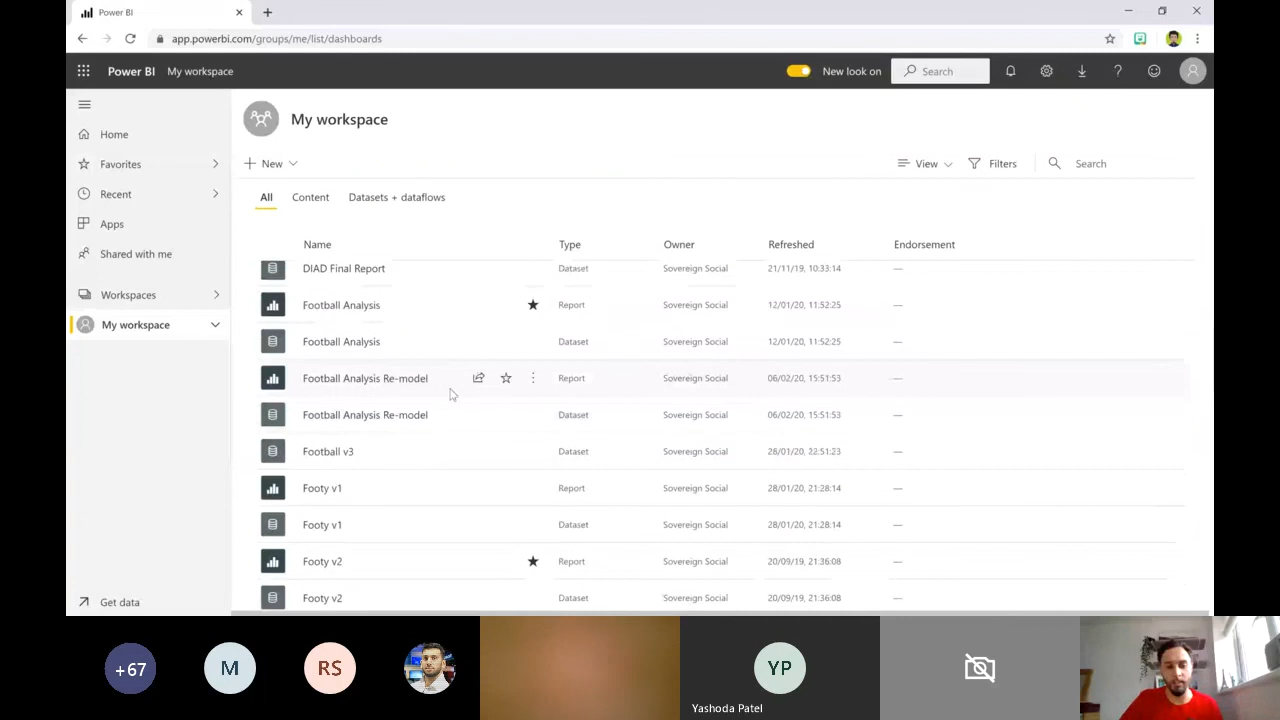 Power BI
app.powerbi.com/groups/me/list/dashboards
Power BI My workspace New look on Search
My workspace
Home
Favorites
Recent
Apps
Shared with me
Workspaces
My workspace
Get data
New View Filters Search
All Content Datasets + dataflows
Name Type Owner Refreshed Endorsement
DIAD Final Report Dataset Sovereign Social 21/11/19, 10:33:14 —
Football Analysis Report Sovereign Social 12/01/20, 11:52:25 —
Football Analysis Dataset Sovereign Social 12/01/20, 11:52:25 —
Football Analysis Re-model Report Sovereign Social 06/02/20, 15:51:53 —
Football Analysis Re-model Dataset Sovereign Social 06/02/20, 15:51:53 —
Football v3 Dataset Sovereign Social 28/01/20, 22:51:23 —
Footy v1 Report Sovereign Social 28/01/20, 21:28:14 —
Footy v1 Dataset Sovereign Social 28/01/20, 21:28:14 —
Footy v2 Report Sovereign Social 20/09/19, 21:36:08 —
Footy v2 Dataset Sovereign Social 20/09/19, 21:36:08 —
+67 M RS YP
Yashoda Patel